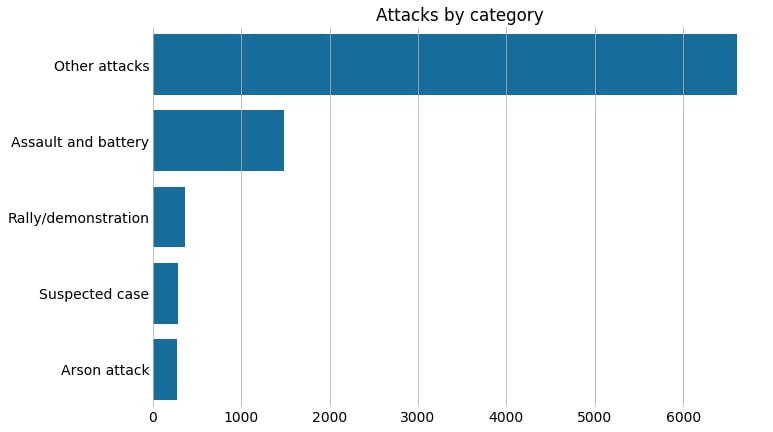 Attacks by category
Other attacks
Assault and battery
Rally/demonstration
Suspected case
Arson attack
0 1000 2000 3000 4000 5000 6000